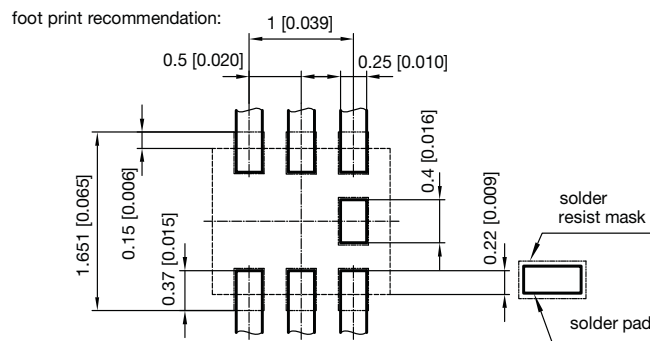 foot print recommendation:
1 [0.039]
0.5 [0.020]
0.25 [0.010]
1.651 [0.065]
0.15 [0.006]
0.37 [0.015]
0.4 [0.016]
0.22 [0.009]
solder
resist mask
solder pad